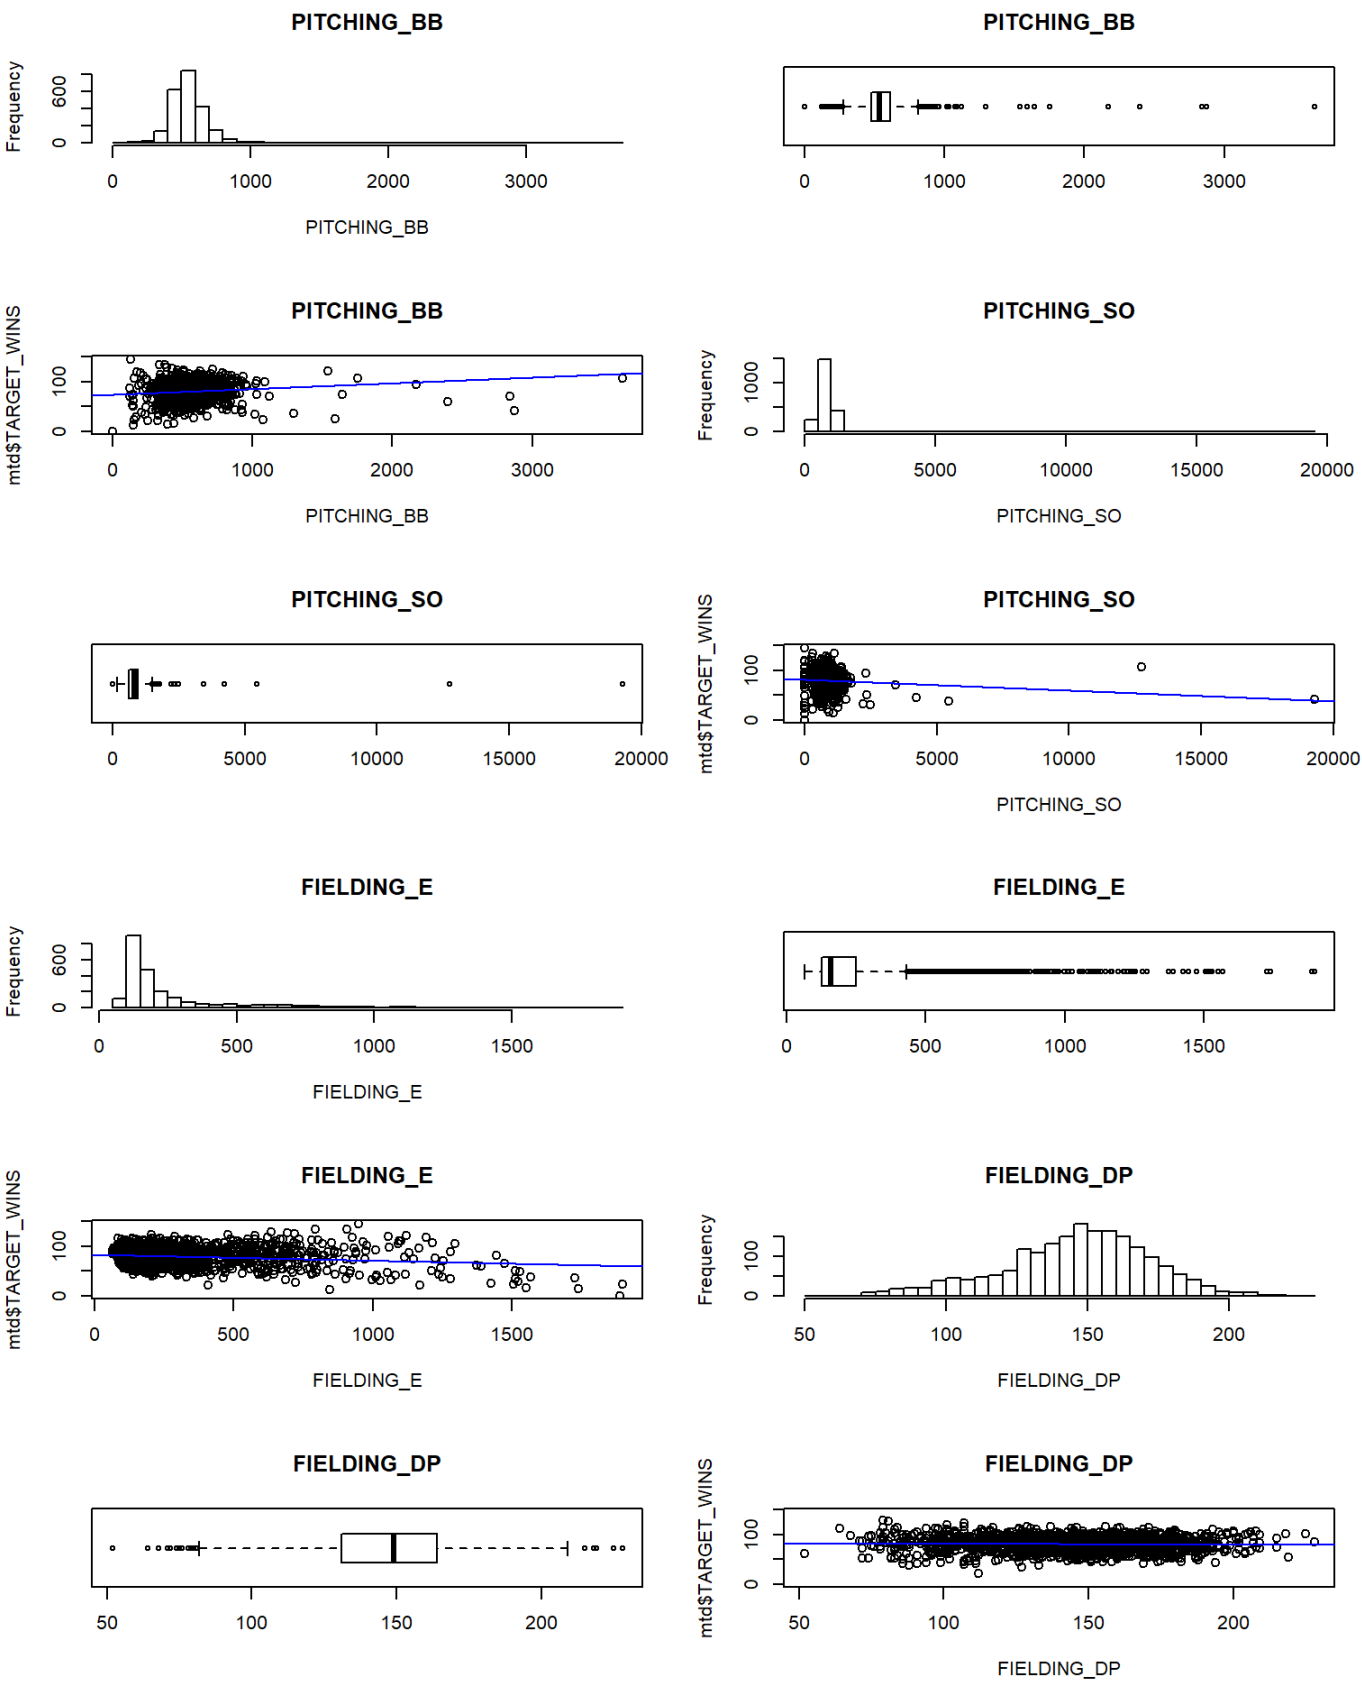 PITCHING_BB
Frequency
600
0
0 1000 2000 3000
PITCHING_BB
PITCHING_BB
0 1000 2000 3000
PITCHING_BB
mtd$TARGET_WINS
100
0
0 1000 2000 3000
PITCHING_BB
PITCHING_SO
Frequency
1000
0
0 5000 10000 15000 20000
PITCHING_SO
PITCHING_SO
0 5000 10000 15000 20000
PITCHING_SO
mtd$TARGET_WINS
100
0
0 5000 10000 15000 20000
PITCHING_SO
FIELDING_E
Frequency
600
0
0 500 1000 1500
FIELDING_E
FIELDING_E
0 500 1000 1500
FIELDING_E
mtd$TARGET_WINS
100
0
0 500 1000 1500
FIELDING_E
FIELDING_DP
Frequency
100
0
50 100 150 200
FIELDING_DP
FIELDING_DP
50 100 150 200
FIELDING_DP
mtd$TARGET_WINS
100
0
50 100 150 200
FIELDING_DP